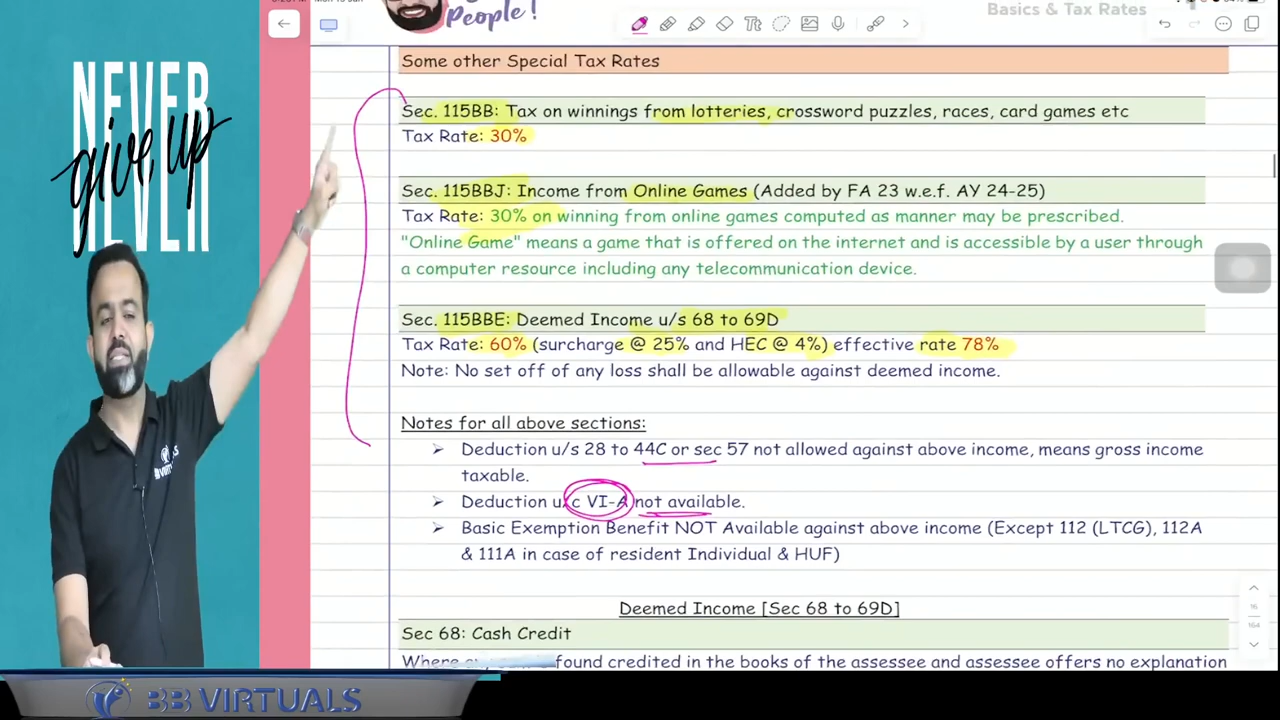 People !
Basics & Tax Rates
NEVER
give up
NEVER
Some other Special Tax Rates
Sec. 115BB: Tax on winnings from lotteries, crossword puzzles, races, card games etc
Tax Rate: 30%
Sec. 115BBJ: Income from Online Games (Added by FA 23 w.e.f. AY 24-25)
Tax Rate: 30% on winning from online games computed as manner may be prescribed.
"Online Game" means a game that is offered on the internet and is accessible by a user through
a computer resource including any telecommunication device.
Sec. 115BBE: Deemed Income u/s 68 to 69D
Tax Rate: 60% (surcharge @ 25% and HEC @ 4%) effective rate 78%
Note: No set off of any loss shall be allowable against deemed income.
Notes for all above sections:
➢ Deduction u/s 28 to 44C or sec 57 not allowed against above income, means gross income
taxable.
➢ Deduction u/c VI-A not available.
➢ Basic Exemption Benefit NOT Available against above income (Except 112 (LTCG), 112A
& 111A in case of resident Individual & HUF)
Deemed Income [Sec 68 to 69D]
Sec 68: Cash Credit
Where found credited in the books of the assessee and assessee offers no explanation
16
164
BB VIRTUALS